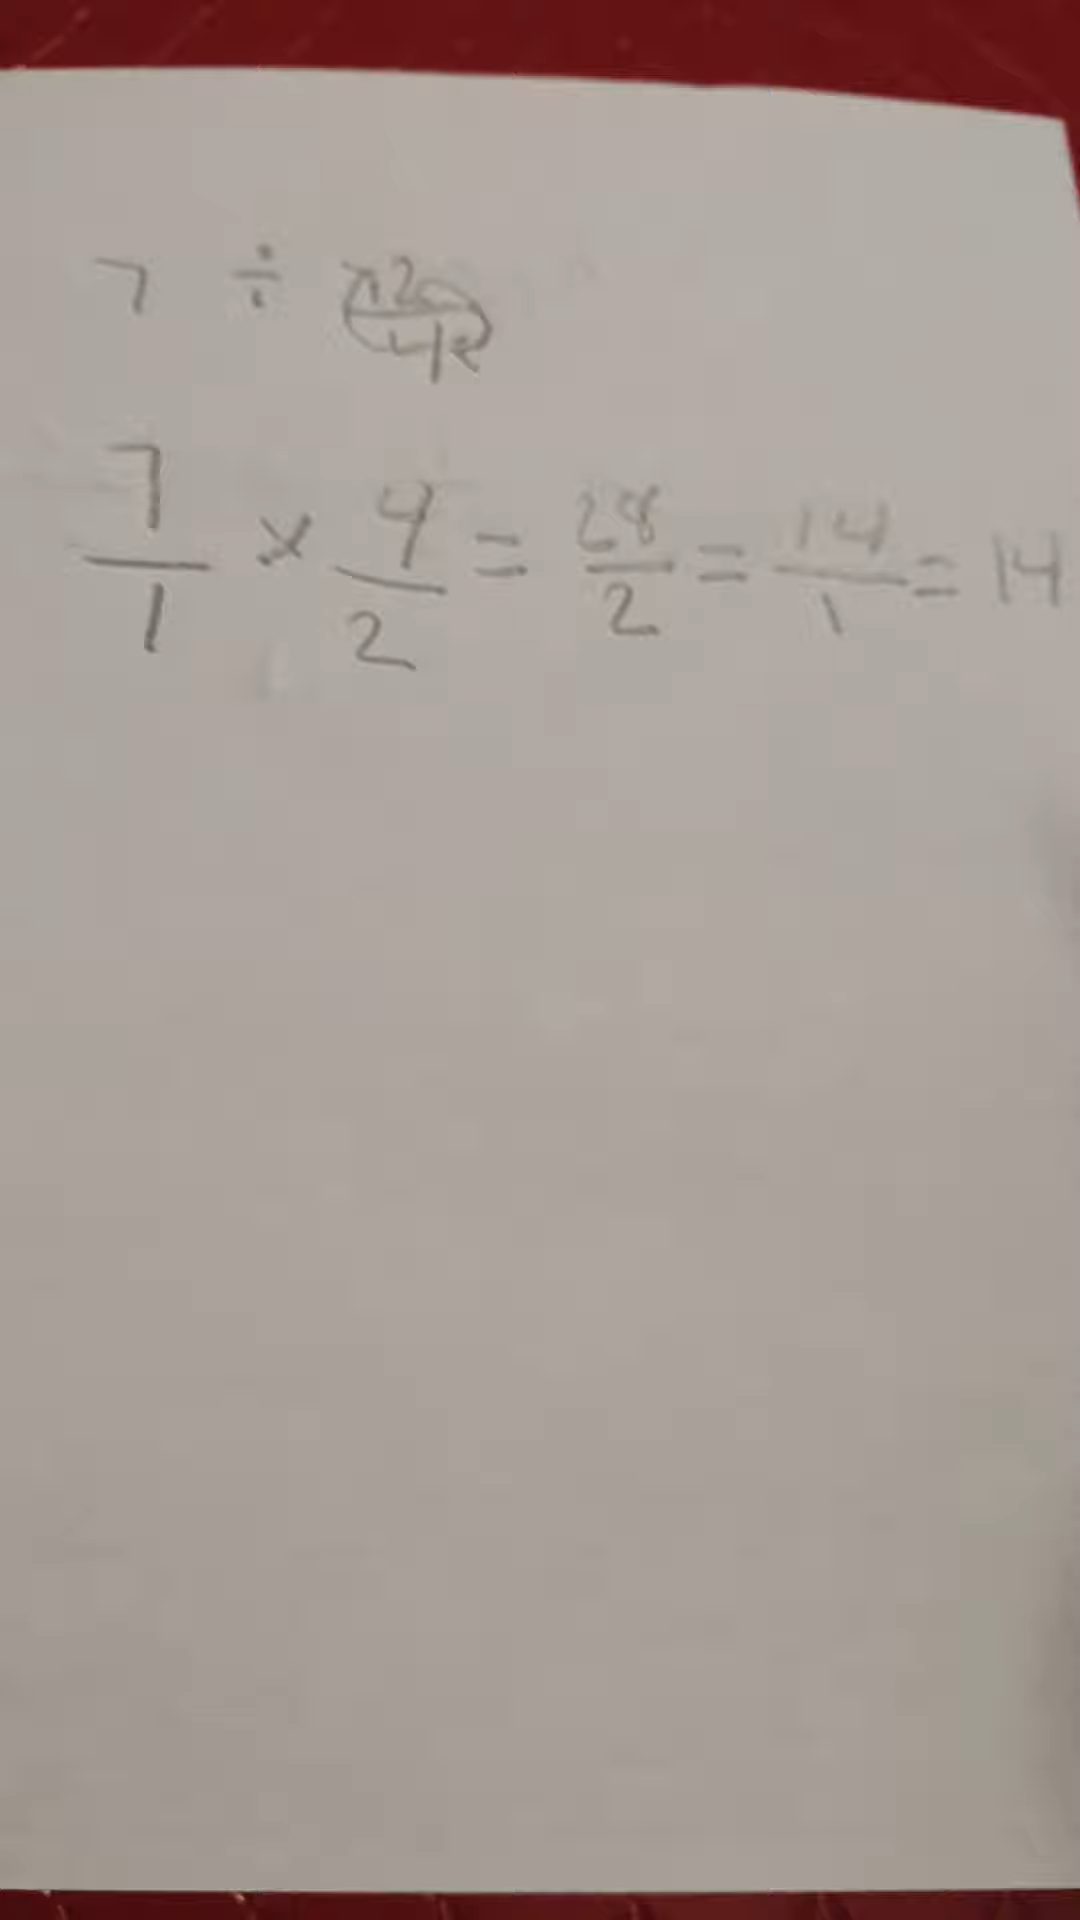 7 ÷ 2/4
7/1 × 4/2 = 28/2 = 14/1 = 14